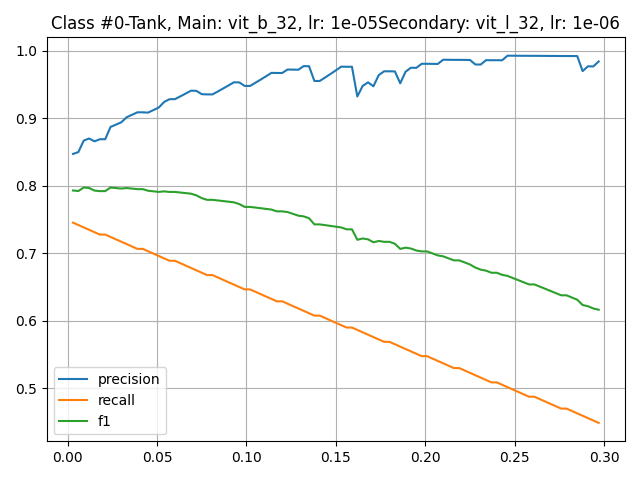 Class #0-Tank, Main: vit_b_32, lr: 1e-05Secondary: vit_l_32, lr: 1e-06
1.0
0.9
0.8
0.7
0.6
0.5
precision
recall
f1
0.00 0.05 0.10 0.15 0.20 0.25 0.30